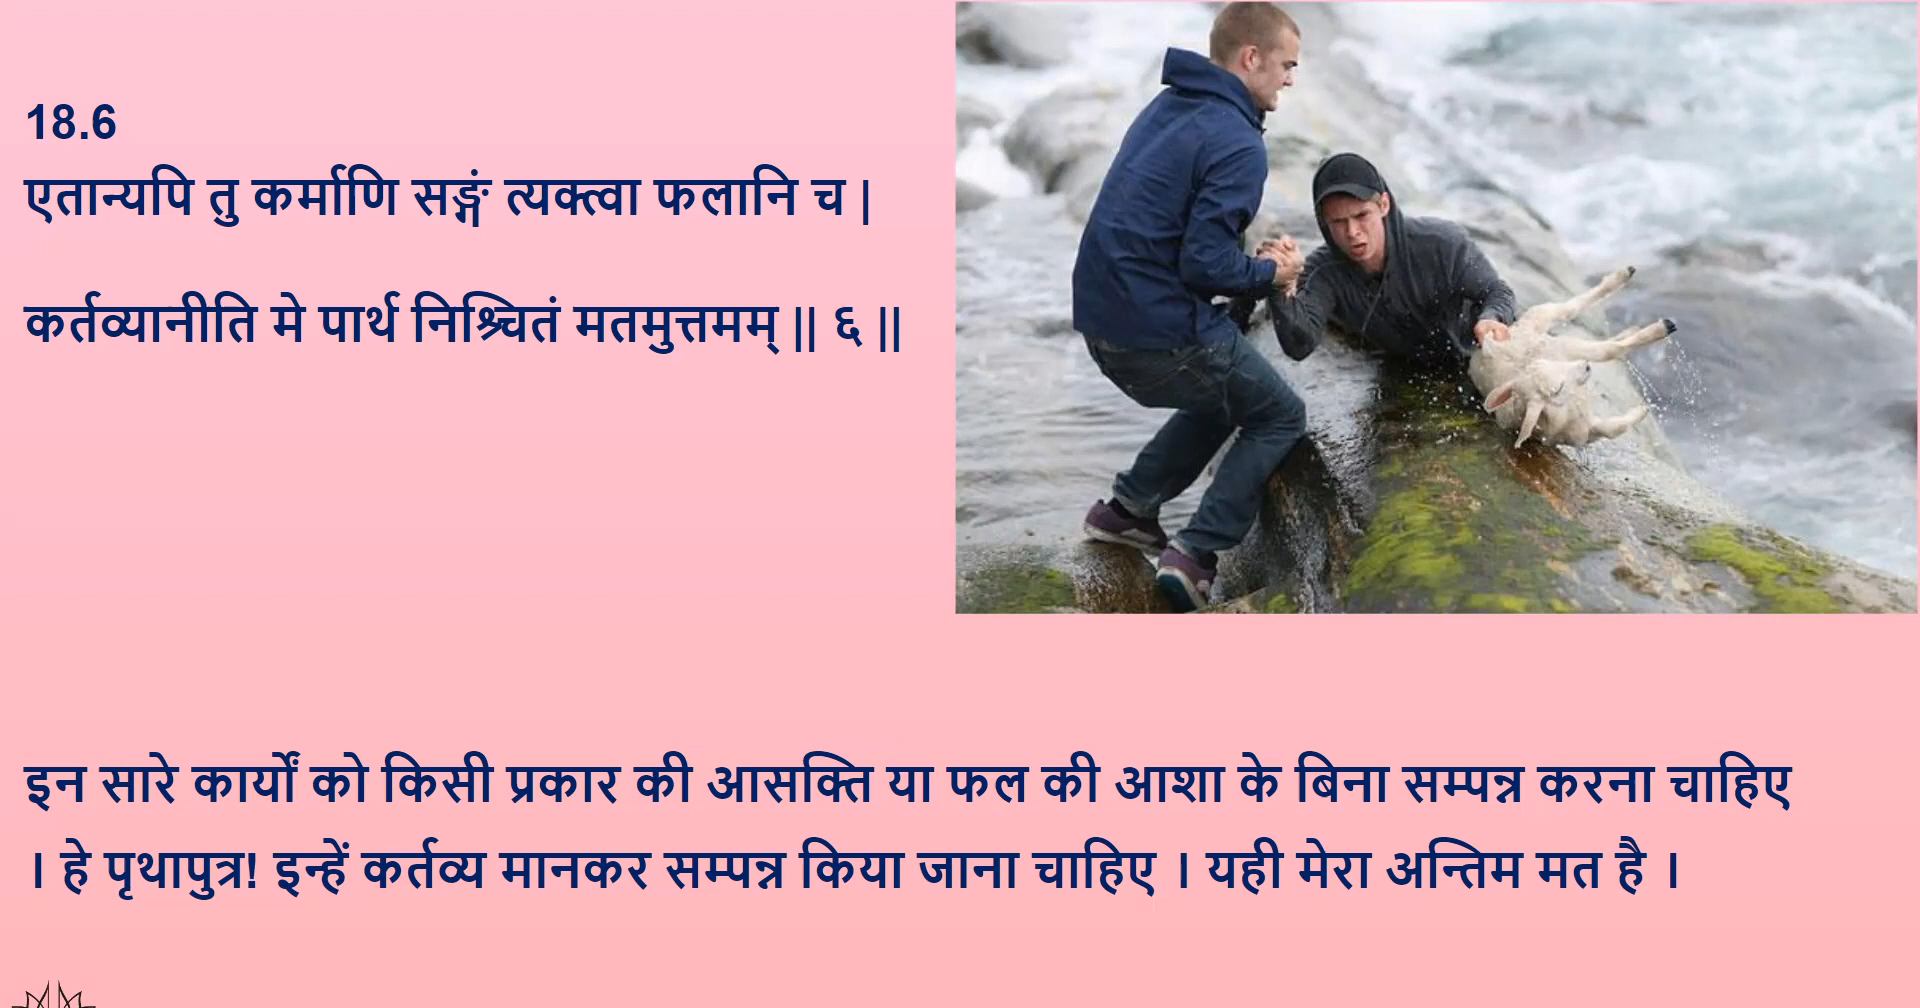 18.6
एतान्यपि तु कर्माणि सङ्गं त्यक्त्वा फलानि च |
कर्तव्यानीति मे पार्थ निश्र्चितं मतमुत्तमम् || ६ ||
इन सारे कार्यों को किसी प्रकार की आसक्ति या फल की आशा के बिना सम्पन्न करना चाहिए
। हे पृथापुत्र! इन्हें कर्तव्य मानकर सम्पन्न किया जाना चाहिए । यही मेरा अन्तिम मत है ।